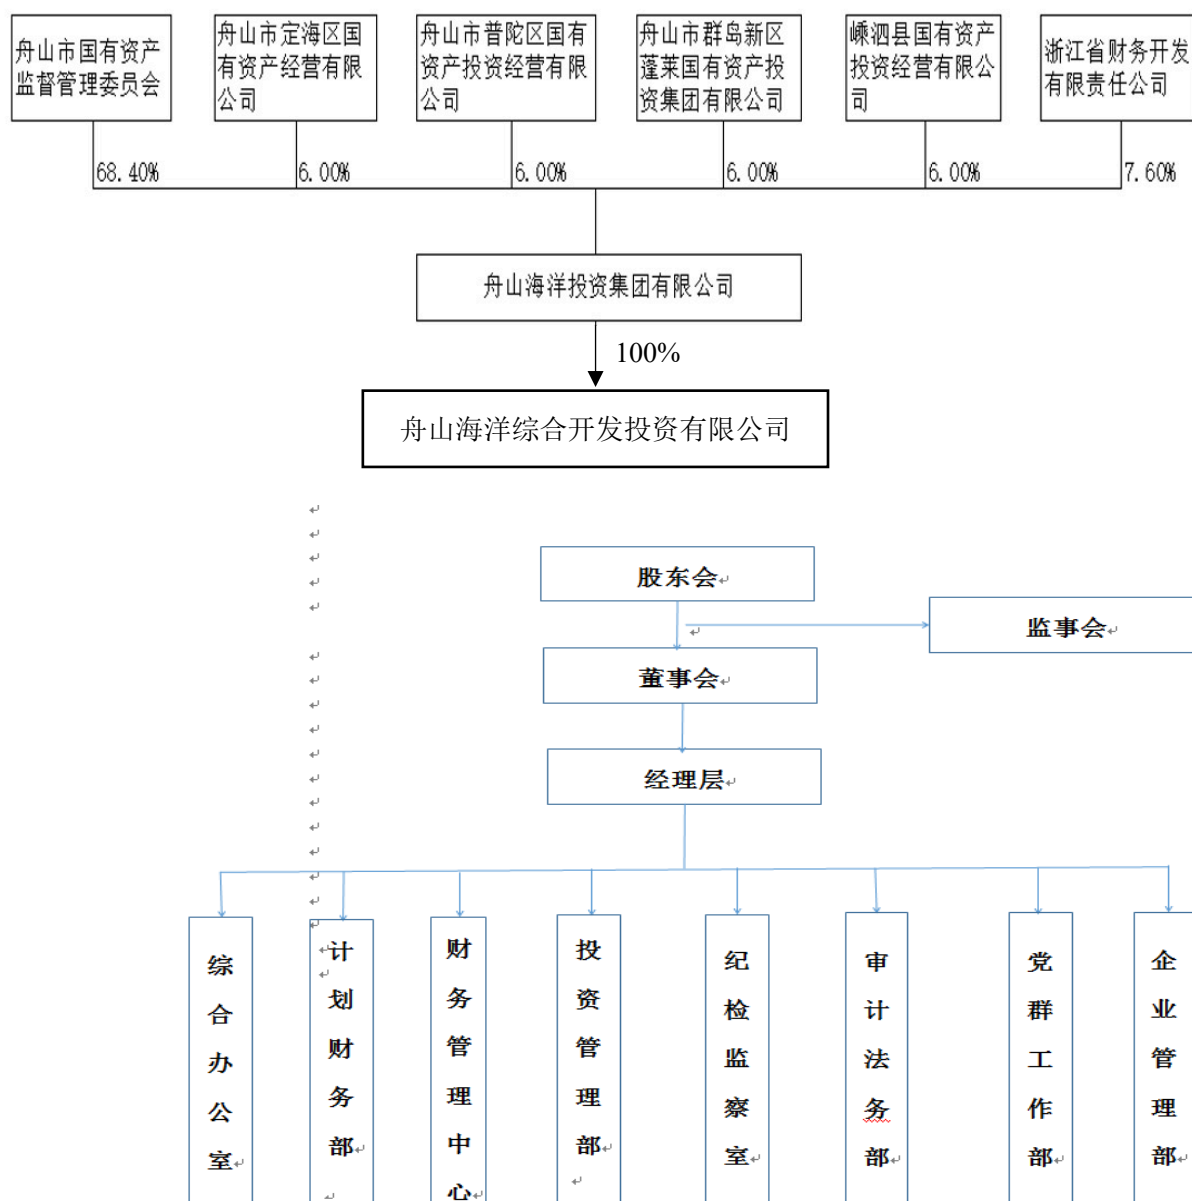 舟山市国有资产
监督管理委员会
舟山市定海区国
有资产经营有限
公司
舟山市普陀区国有
资产投资经营有限
公司
舟山市群岛新区
蓬莱国有资产投
资集团有限公司
嵊泗县国有资产
投资经营有限公
司
浙江省财务开发
有限责任公司
68.40%
6.00%
6.00%
6.00%
6.00%
7.60%
舟山海洋投资集团有限公司
100%
舟山海洋综合开发投资有限公司
股东会
监事会
董事会
经理层
综合办公室
计划财务部
财务管理中心
投资管理部
纪检监察室
审计法务部
党群工作部
企业管理部